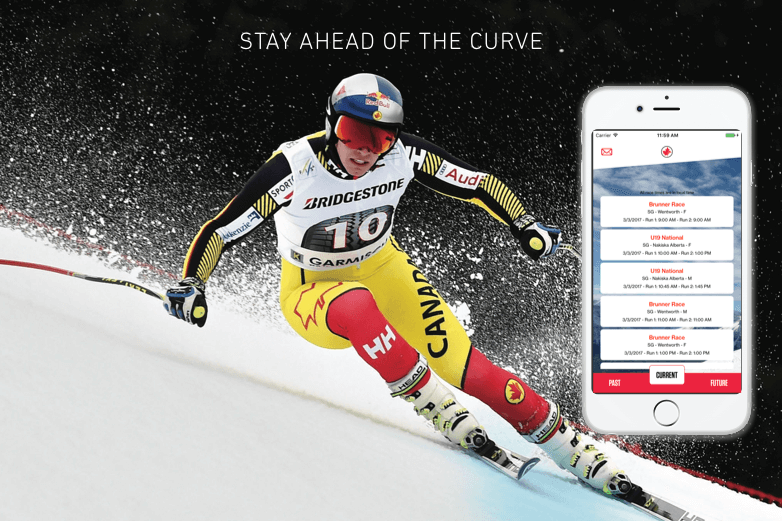 STAY AHEAD OF THE CURVE
Red Bull
SPORT
Audi
BRIDGESTONE
10
GARMISC
CANAD
HH
HEAD
HEAD
Carrier
11:59 AM
Brunner Race
SG - Wentworth - F
3/3/2017 - Run 1: 9:00 AM - Run 2: 9:00 AM
U19 National
SG - Nakiska Alberta - F
3/3/2017 - Run 1: 10:00 AM - Run 2: 1:00 PM
U19 National
SG - Nakiska Alberta - M
3/3/2017 - Run 1: 10:45 AM - Run 2: 1:45 PM
Brunner Race
SG - Wentworth - M
3/3/2017 - Run 1: 11:00 AM - Run 2: 11:00 AM
Brunner Race
SG - Wentworth - F
3/3/2017 - Run 1: 1:00 PM - Run 2: 1:00 PM
PAST
CURRENT
FUTURE